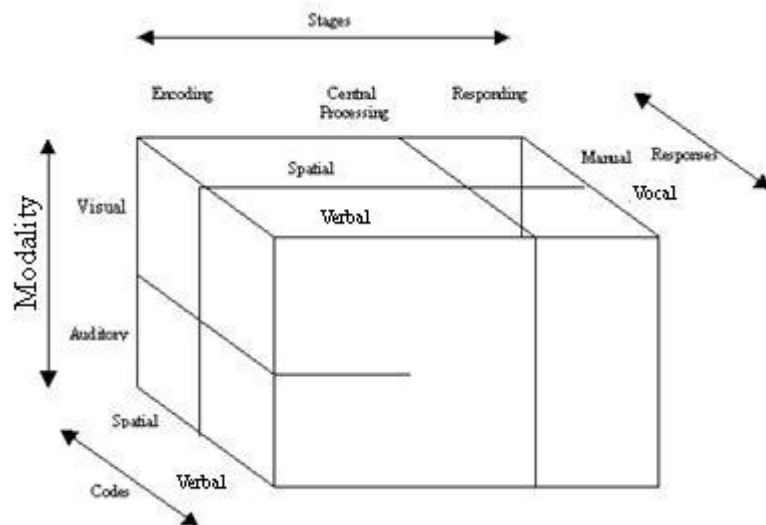 Stages
Encoding
Central
Processing
Responding
Manual
Responses
Spatial
Vocal
Visual
Verbal
Modality
Auditory
Spatial
Verbal
Codes